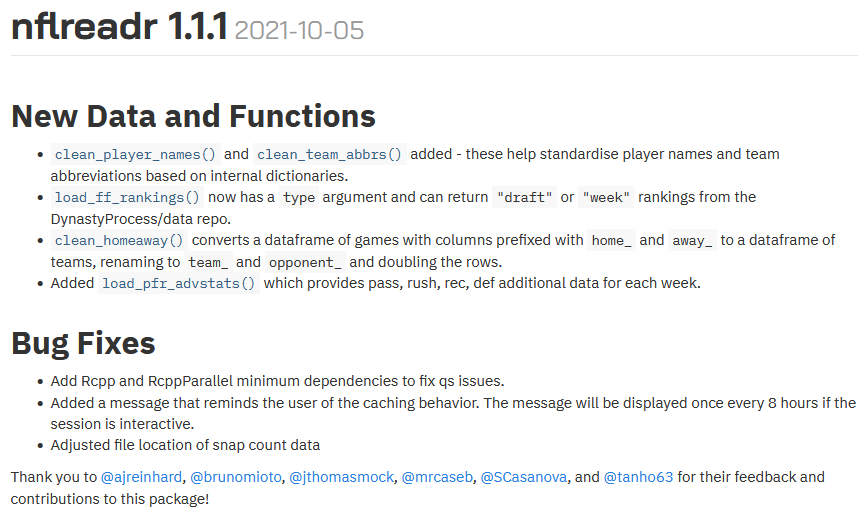 nflreadr 1.1.1 2021-10-05
New Data and Functions
• clean_player_names() and clean_team_abbrs() added - these help standardise player names and team
abbreviations based on internal dictionaries.
• load_ff_rankings() now has a type argument and can return "draft" or "week" rankings from the
DynastyProcess/data repo.
• clean_homeaway() converts a dataframe of games with columns prefixed with home_ and away_ to a dataframe of
teams, renaming to team_ and opponent_ and doubling the rows.
• Added load_pfr_advstats() which provides pass, rush, rec, def additional data for each week.
Bug Fixes
• Add Rcpp and RcppParallel minimum dependencies to fix qs issues.
• Added a message that reminds the user of the caching behavior. The message will be displayed once every 8 hours if the
session is interactive.
• Adjusted file location of snap count data
Thank you to @ajreinhard, @brunomioto, @jthomasmock, @mrcaseb, @SCasanova, and @tanho63 for their feedback and
contributions to this package!